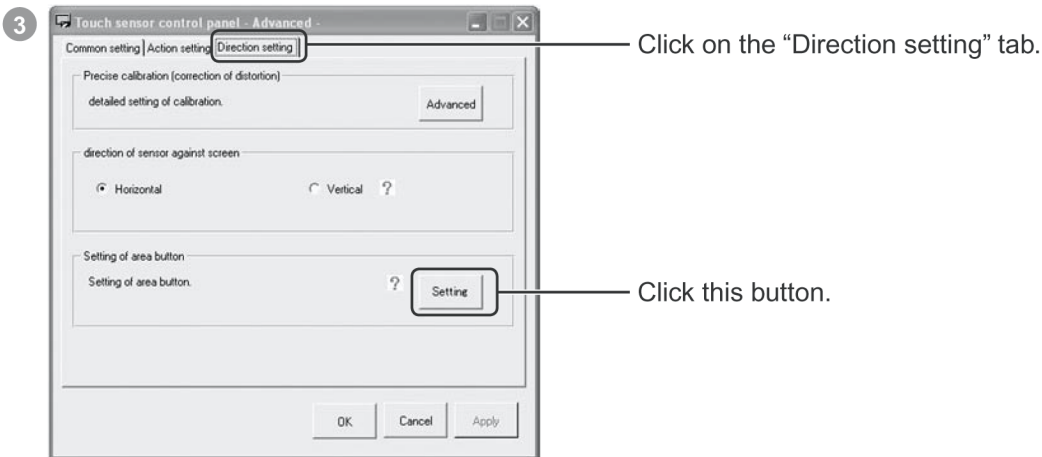 3
Touch sensor control panel - Advanced -
Common setting Action setting Direction setting
Click on the “Direction setting” tab.
Precise calibration (correction of distortion)
detailed setting of calibration.
Advanced
direction of sensor against screen
Horizontal
Vertical ?
Setting of area button
Setting of area button.
? Setting
Click this button.
OK Cancel Apply